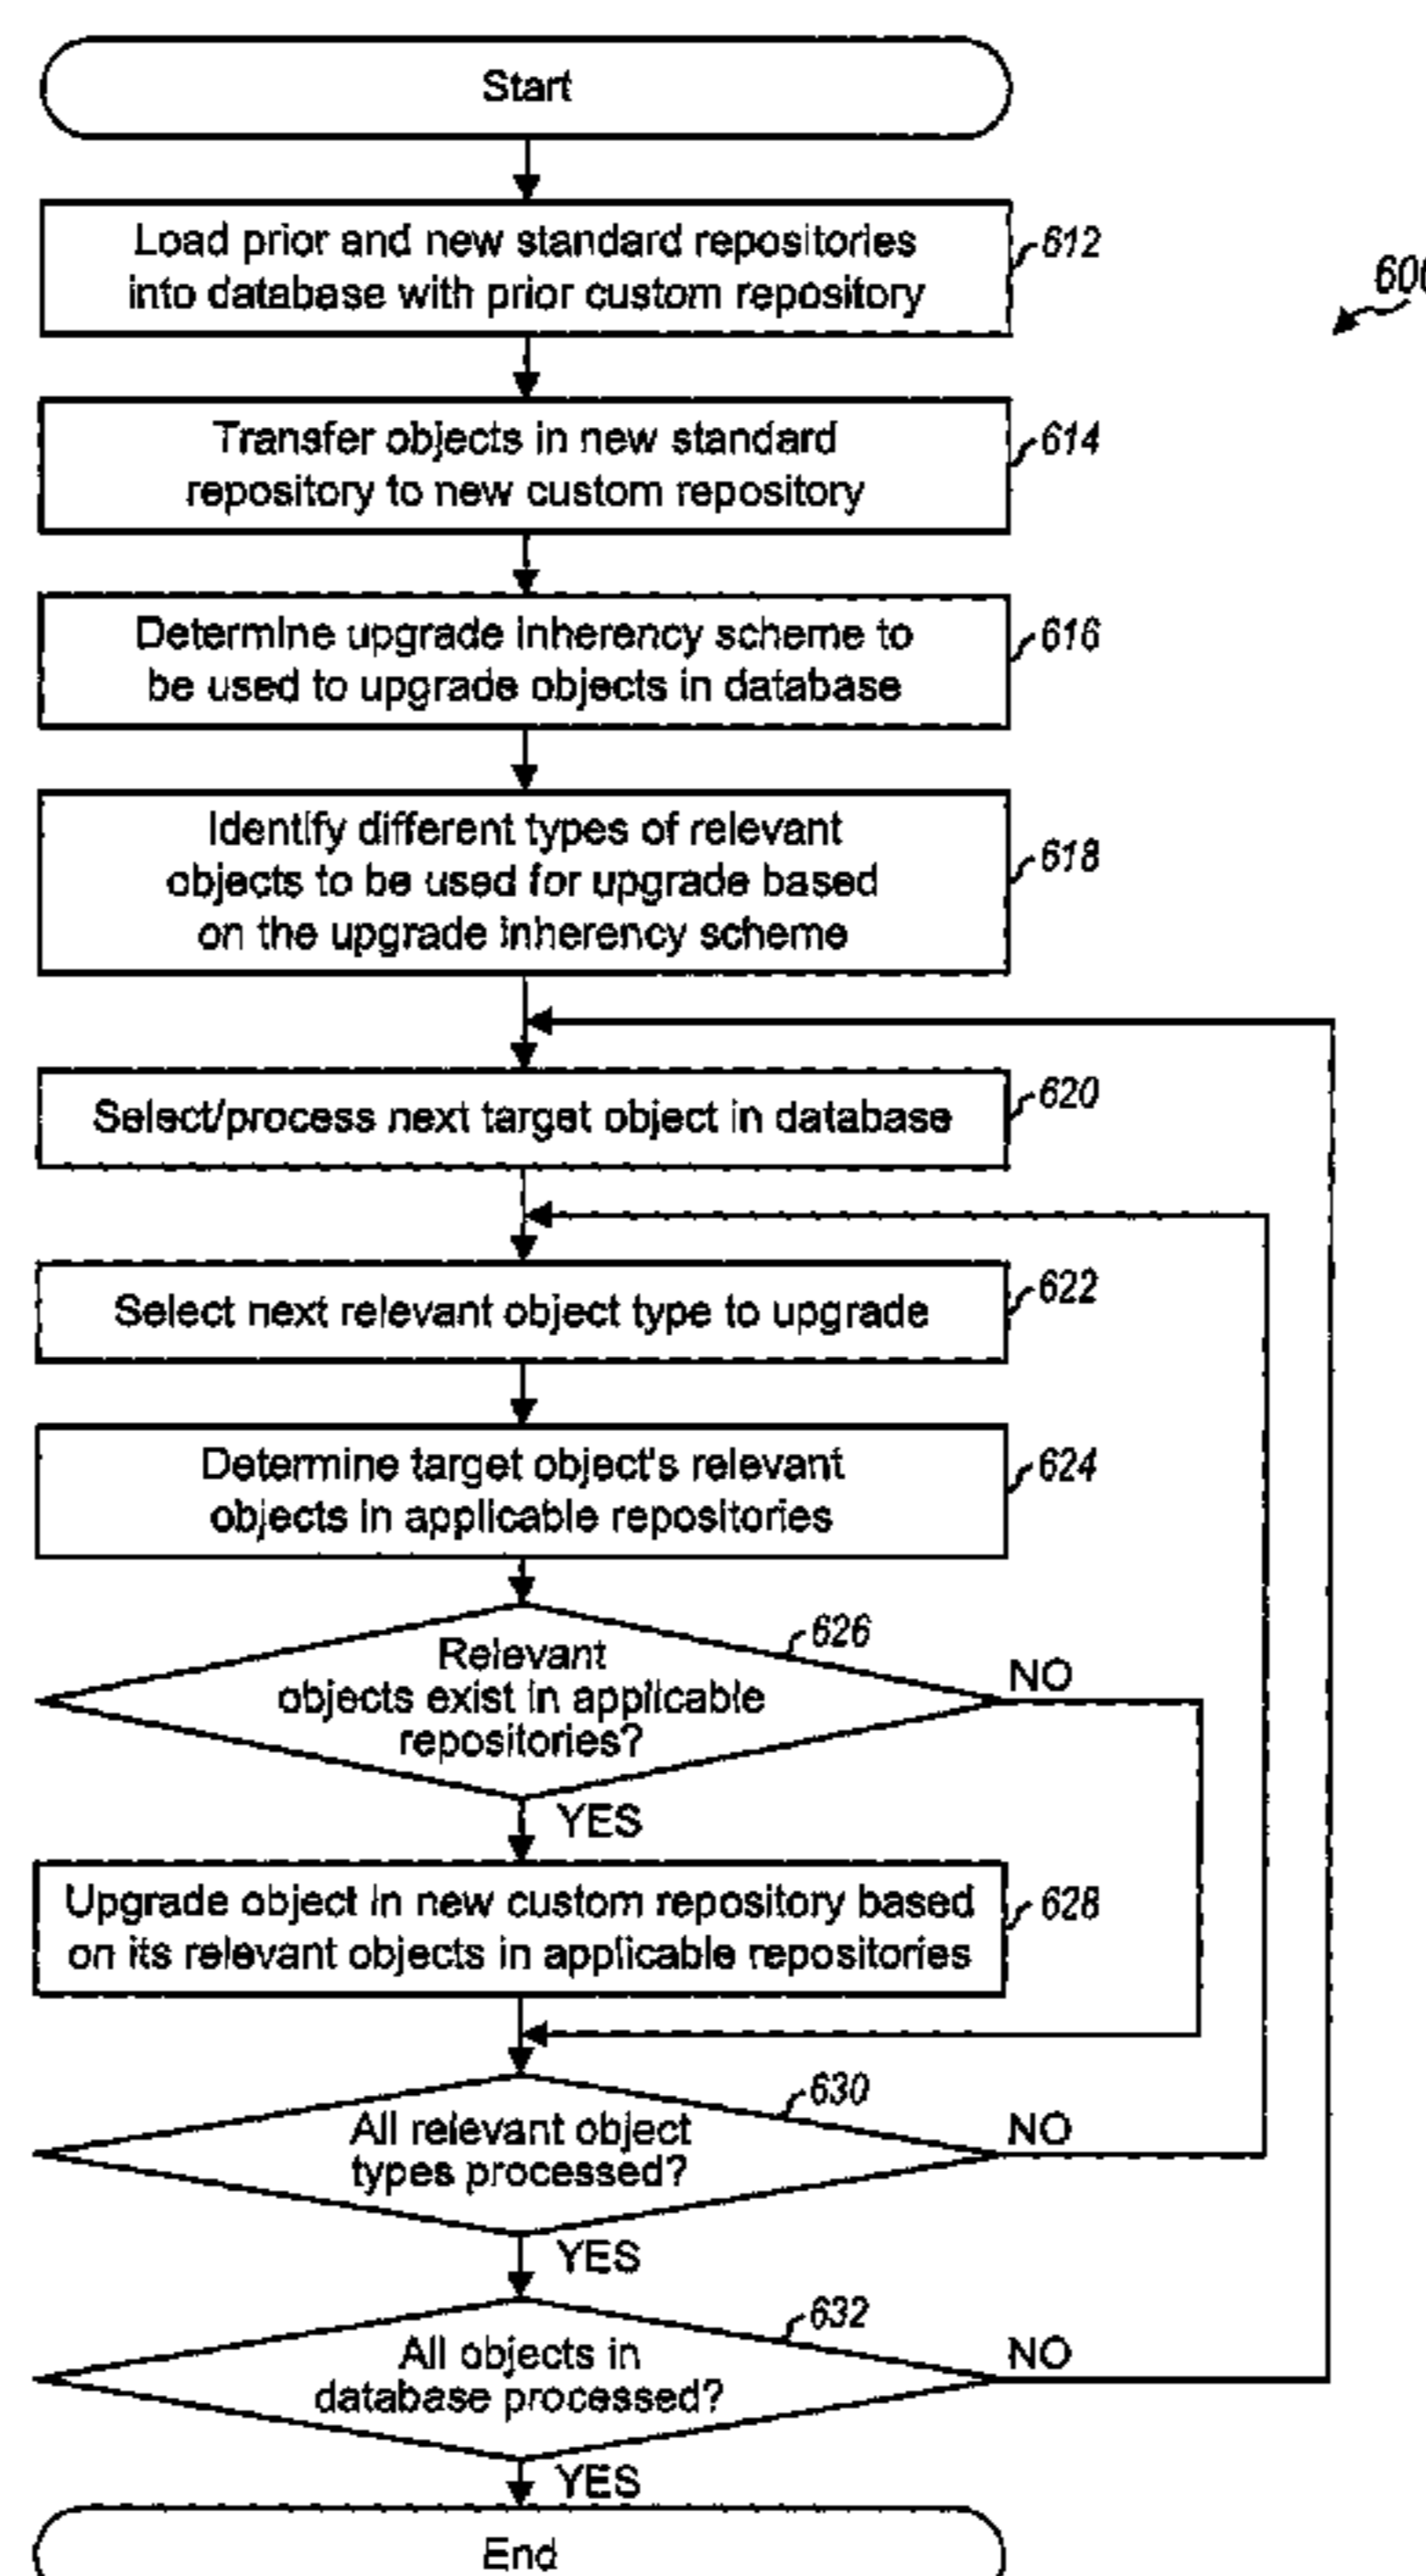 Start
Load prior and new standard repositories
into database with prior custom repository
612
Transfer objects in new standard
repository to new custom repository
614
Determine upgrade inherency scheme to
be used to upgrade objects in database
616
Identify different types of relevant
objects to be used for upgrade based
on the upgrade inherency scheme
618
Select/process next target object in database
620
Select next relevant object type to upgrade
622
Determine target object's relevant
objects in applicable repositories
624
Relevant
objects exist in applicable
repositories?
626
NO
YES
Upgrade object in new custom repository based
on its relevant objects in applicable repositories
628
All relevant object
types processed?
630
NO
YES
All objects in
database processed?
632
NO
YES
End